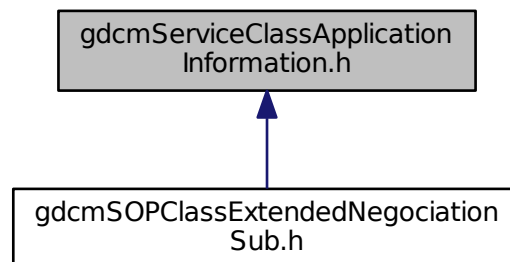 gdcmServiceClassApplication
Information.h
gdcmSOPClassExtendedNegociation
Sub.h